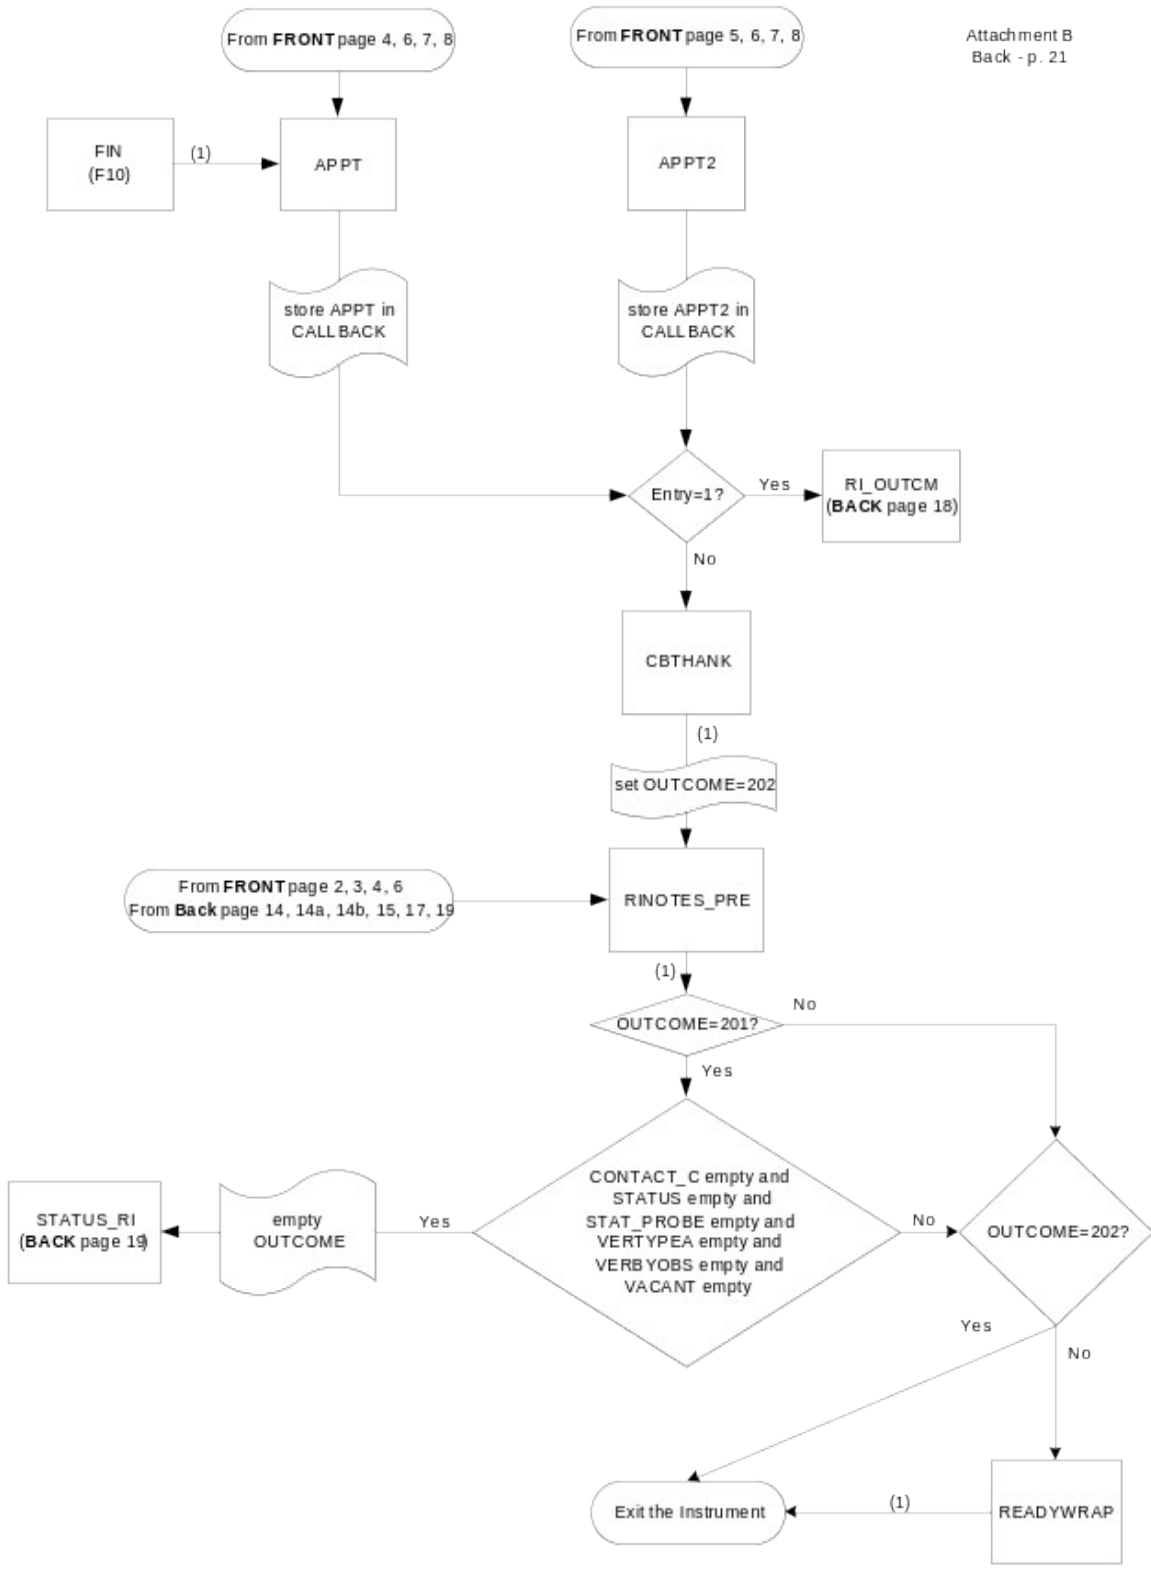 From FRONT page 4, 6, 7, 8
From FRONT page 5, 6, 7, 8
Attachment B
Back - p. 21
FIN
(F10)
(1)
APPT
APPT2
store APPT in
CALLBACK
store APPT2 in
CALLBACK
Entry=1?
Yes
RI_OUTCM
(BACK page 18)
No
CBTHANK
(1)
set OUTCOME=202
From FRONT page 2, 3, 4, 6
From Back page 14, 14a, 14b, 15, 17, 19
RINOTES_PRE
(1)
OUTCOME=201?
No
Yes
CONTACT_C empty and
STATUS empty and
STAT_PROBE empty and
VERTYPEA empty and
VERBYOBS empty and
VACANT empty
STATUS_RI
(BACK page 19)
empty
OUTCOME
Yes
No
OUTCOME=202?
Yes
No
Exit the Instrument
(1)
READYWRAP